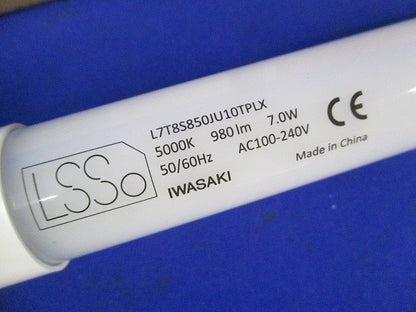 LSSo
L7T8S850JU10TPLX
5000K 980 lm 7.0W
50/60Hz AC100-240V
IWASAKI
CE
Made in China